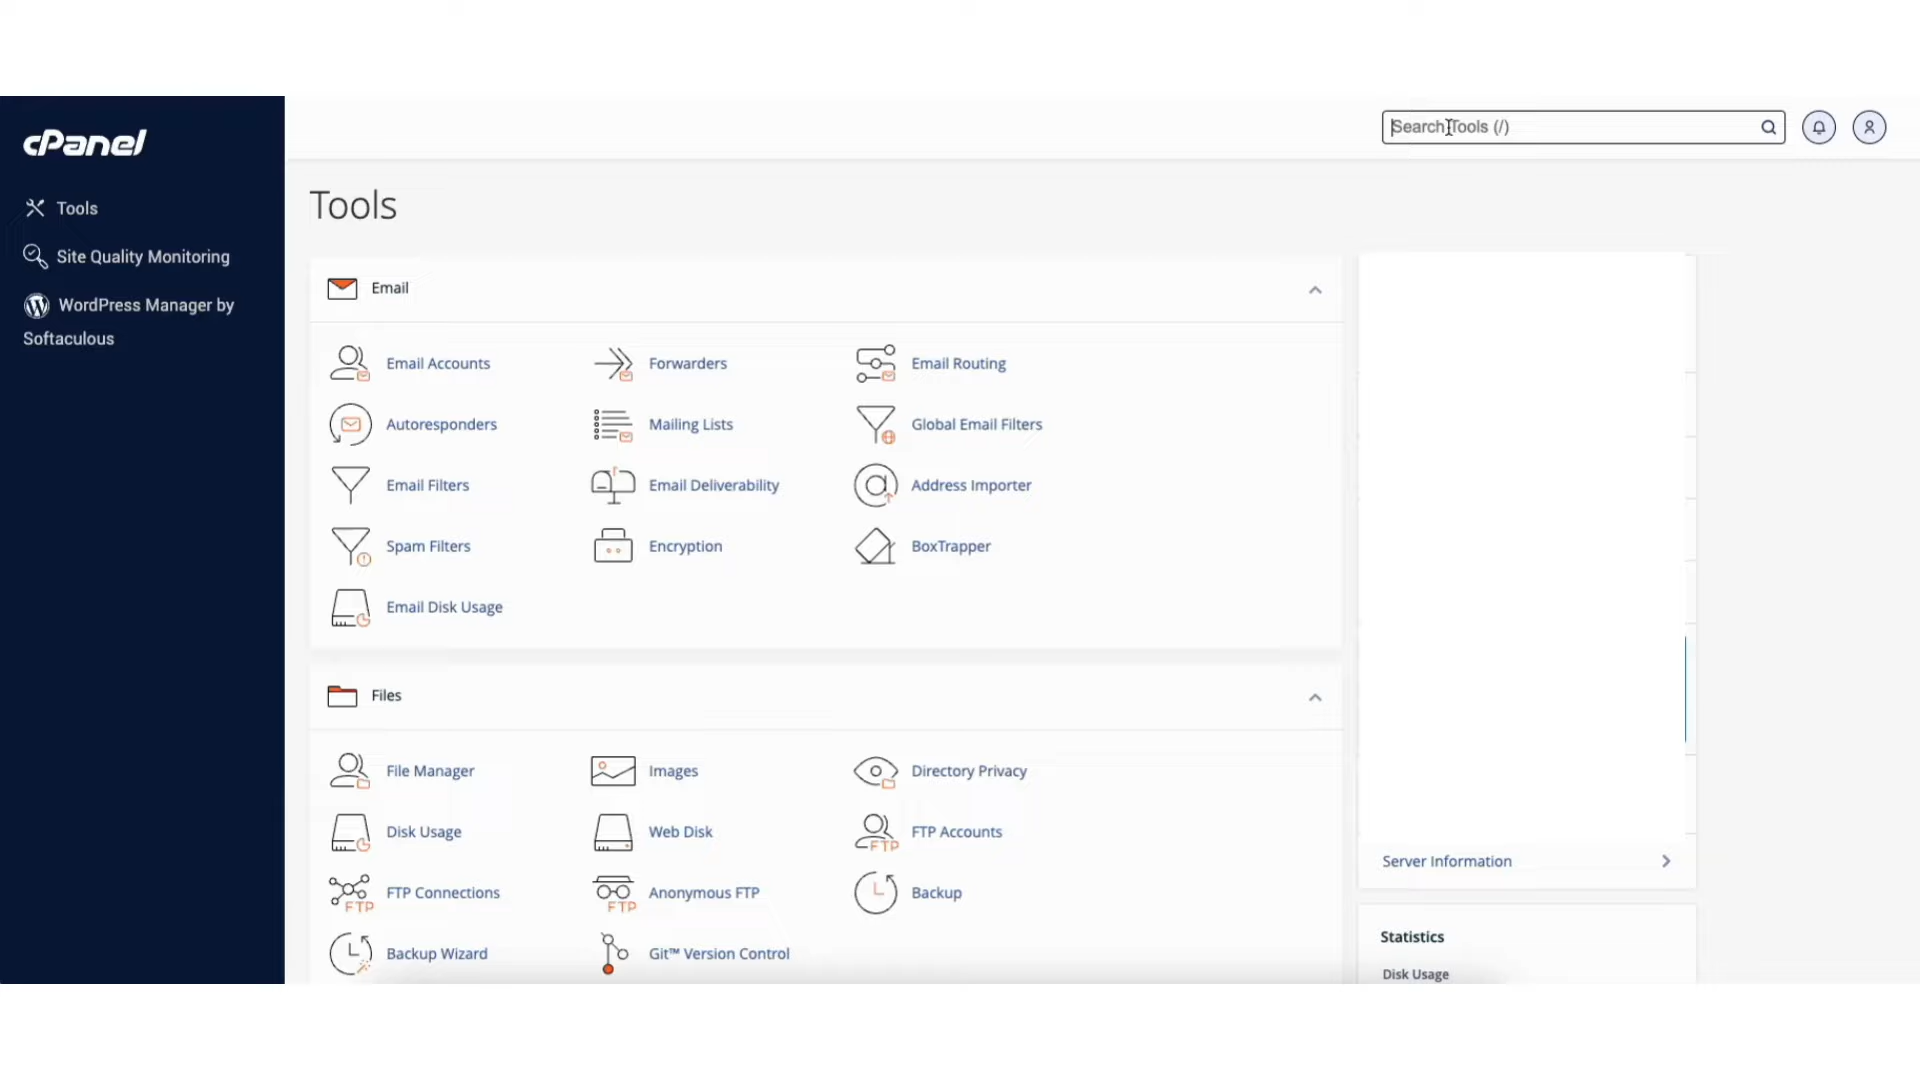 cPanel
Search Tools (/)
Tools
Site Quality Monitoring
WordPress Manager by
Softaculous
Tools
Email
Email Accounts
Forwarders
Email Routing
Autoresponders
Mailing Lists
Global Email Filters
Email Filters
Email Deliverability
Address Importer
Spam Filters
Encryption
BoxTrapper
Email Disk Usage
Files
File Manager
Images
Directory Privacy
Disk Usage
Web Disk
FTP Accounts
FTP
FTP Connections
FTP
Anonymous FTP
FTP
Backup
Backup Wizard
Git™ Version Control
Server Information
Statistics
Disk Usage